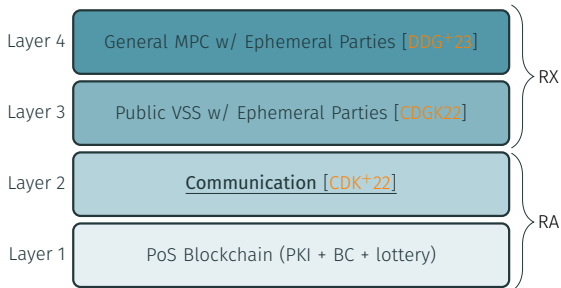 Layer 4 General MPC w/ Ephemeral Parties [DDG+23]
RX
Layer 3 Public VSS w/ Ephemeral Parties [CDGK22]
Layer 2 Communication [CDK+22]
RA
Layer 1 PoS Blockchain (PKI + BC + lottery)